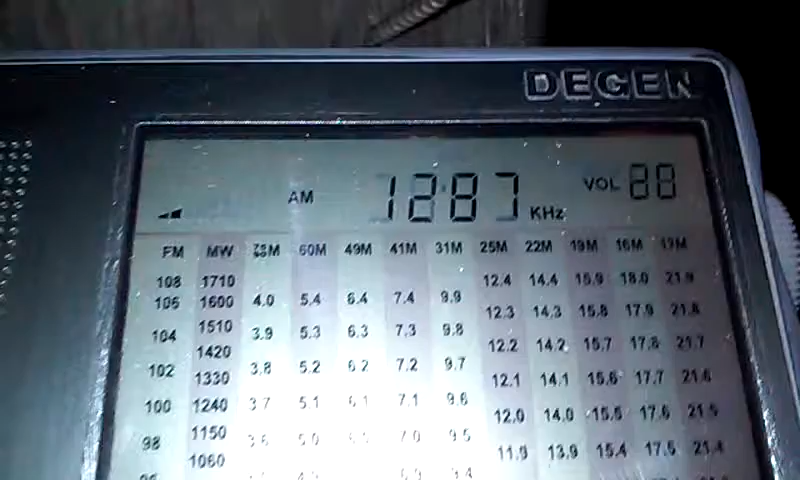 DEGEN
AM 1287 KHz VOL
FM MW 60M 49M 41M 31M 25M 22M 19M 16M
108 1710 12.4 14.4 15.9 18.0 21.9
106 1600 4.0 5.4 6.4 7.4 9.9
12.3 14.3 15.8 17.9 21.8
104 1510 3.9 5.3 6.3 7.3 9.8
12.2 14.2 15.7 17.8 21.7
1420
102 3.8 5.2 6.2 7.2 9.7
1330 12.1 14.1 15.6 17.7 21.6
100 1240 3.7 5.1 6.1 7.1 9.6
12.0 14.0 15.5 17.6 21.5
98 1150 3.6 5.0 7.0 9.5
11.9 13.9 15.4 17.5 21.4
1060